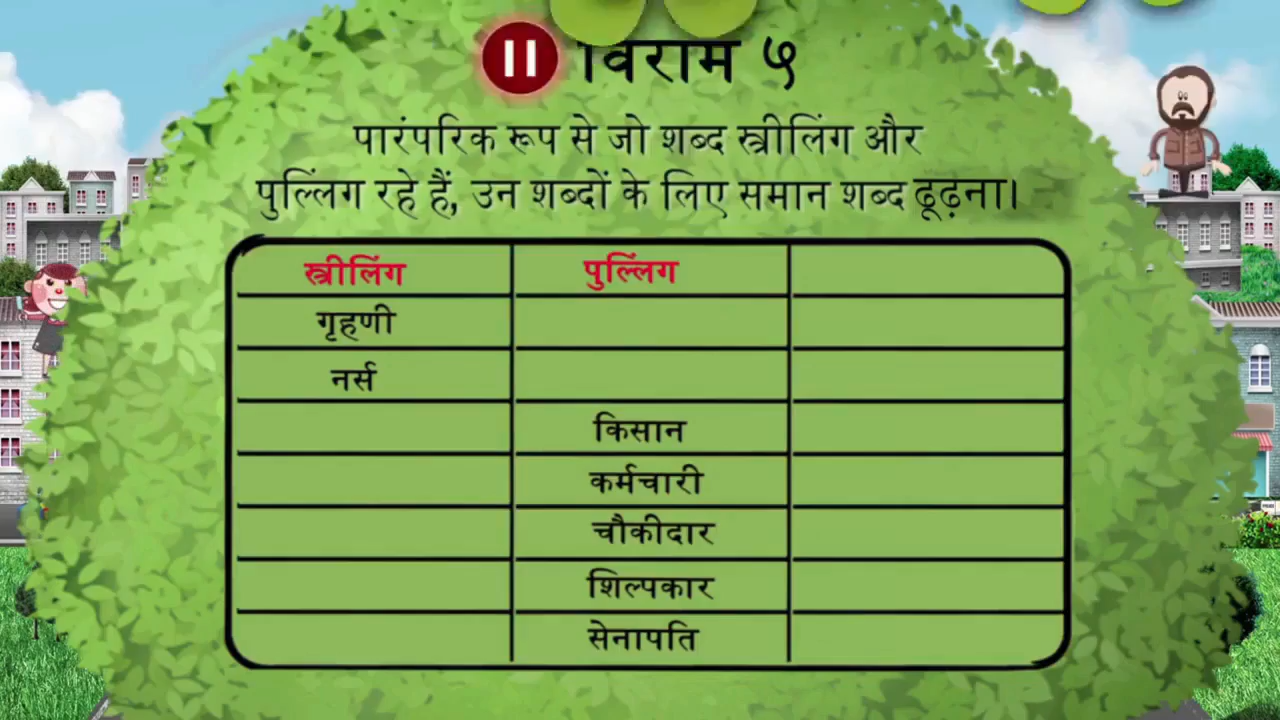 विराम ५
पारंपरिक रूप से जो शब्द स्त्रीलिंग और
पुल्लिंग रहे हैं, उन शब्दों के लिए समान शब्द ढूढ़ना।
स्त्रीलिंग पुल्लिंग
गृहणी
नर्स
किसान
कर्मचारी
चौकीदार
शिल्पकार
सेनापति